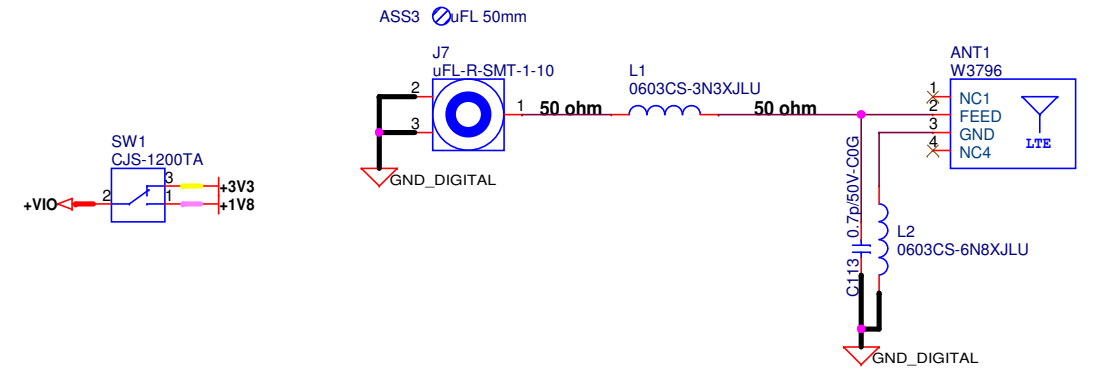 ASS3 uFL 50mm
J7
uFL-R-SMT-1-10
2
3
1
50 ohm
L1
0603CS-3N3XJLU
50 ohm
ANT1
W3796
1
2
3
4
NC1
FEED
GND
NC4
LTE
GND_DIGITAL
SW1
CJS-1200TA
+VIO
2
3
1
+3V3
+1V8
C113 0.7p/50V-C0G
L2
0603CS-6N8XJLU
GND_DIGITAL